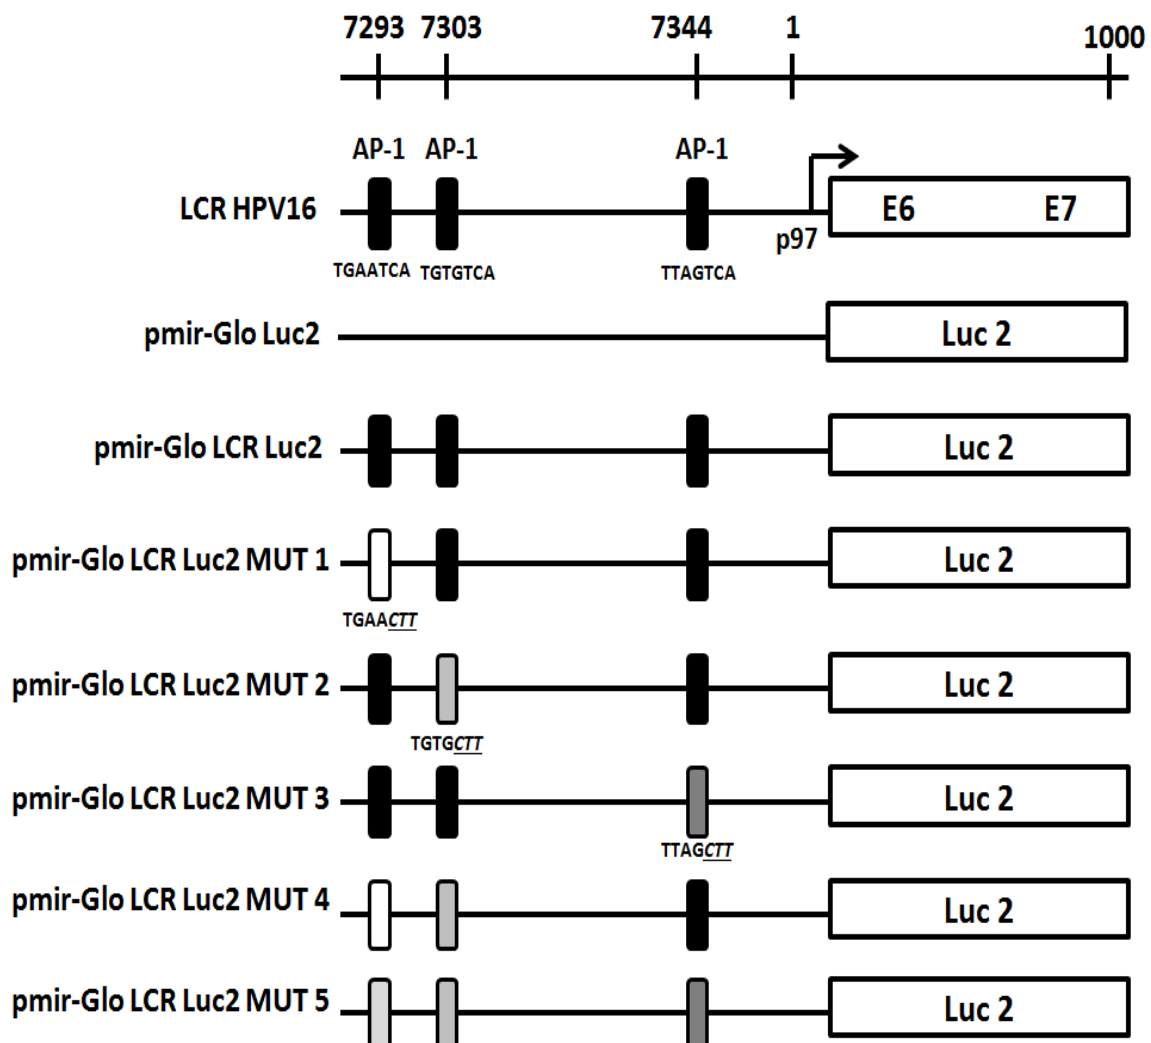 7293 7303 7344 1 1000
AP-1 AP-1 AP-1
LCR HPV16 E6 E7
p97
TGAATCA TGTGTCA TTAGTCA
pmir-Glo Luc2 Luc 2
pmir-Glo LCR Luc2 Luc 2
pmir-Glo LCR Luc2 MUT 1 Luc 2
TGAACTT
pmir-Glo LCR Luc2 MUT 2 Luc 2
TGTGCTT
pmir-Glo LCR Luc2 MUT 3 Luc 2
TTAGCTT
pmir-Glo LCR Luc2 MUT 4 Luc 2
pmir-Glo LCR Luc2 MUT 5 Luc 2